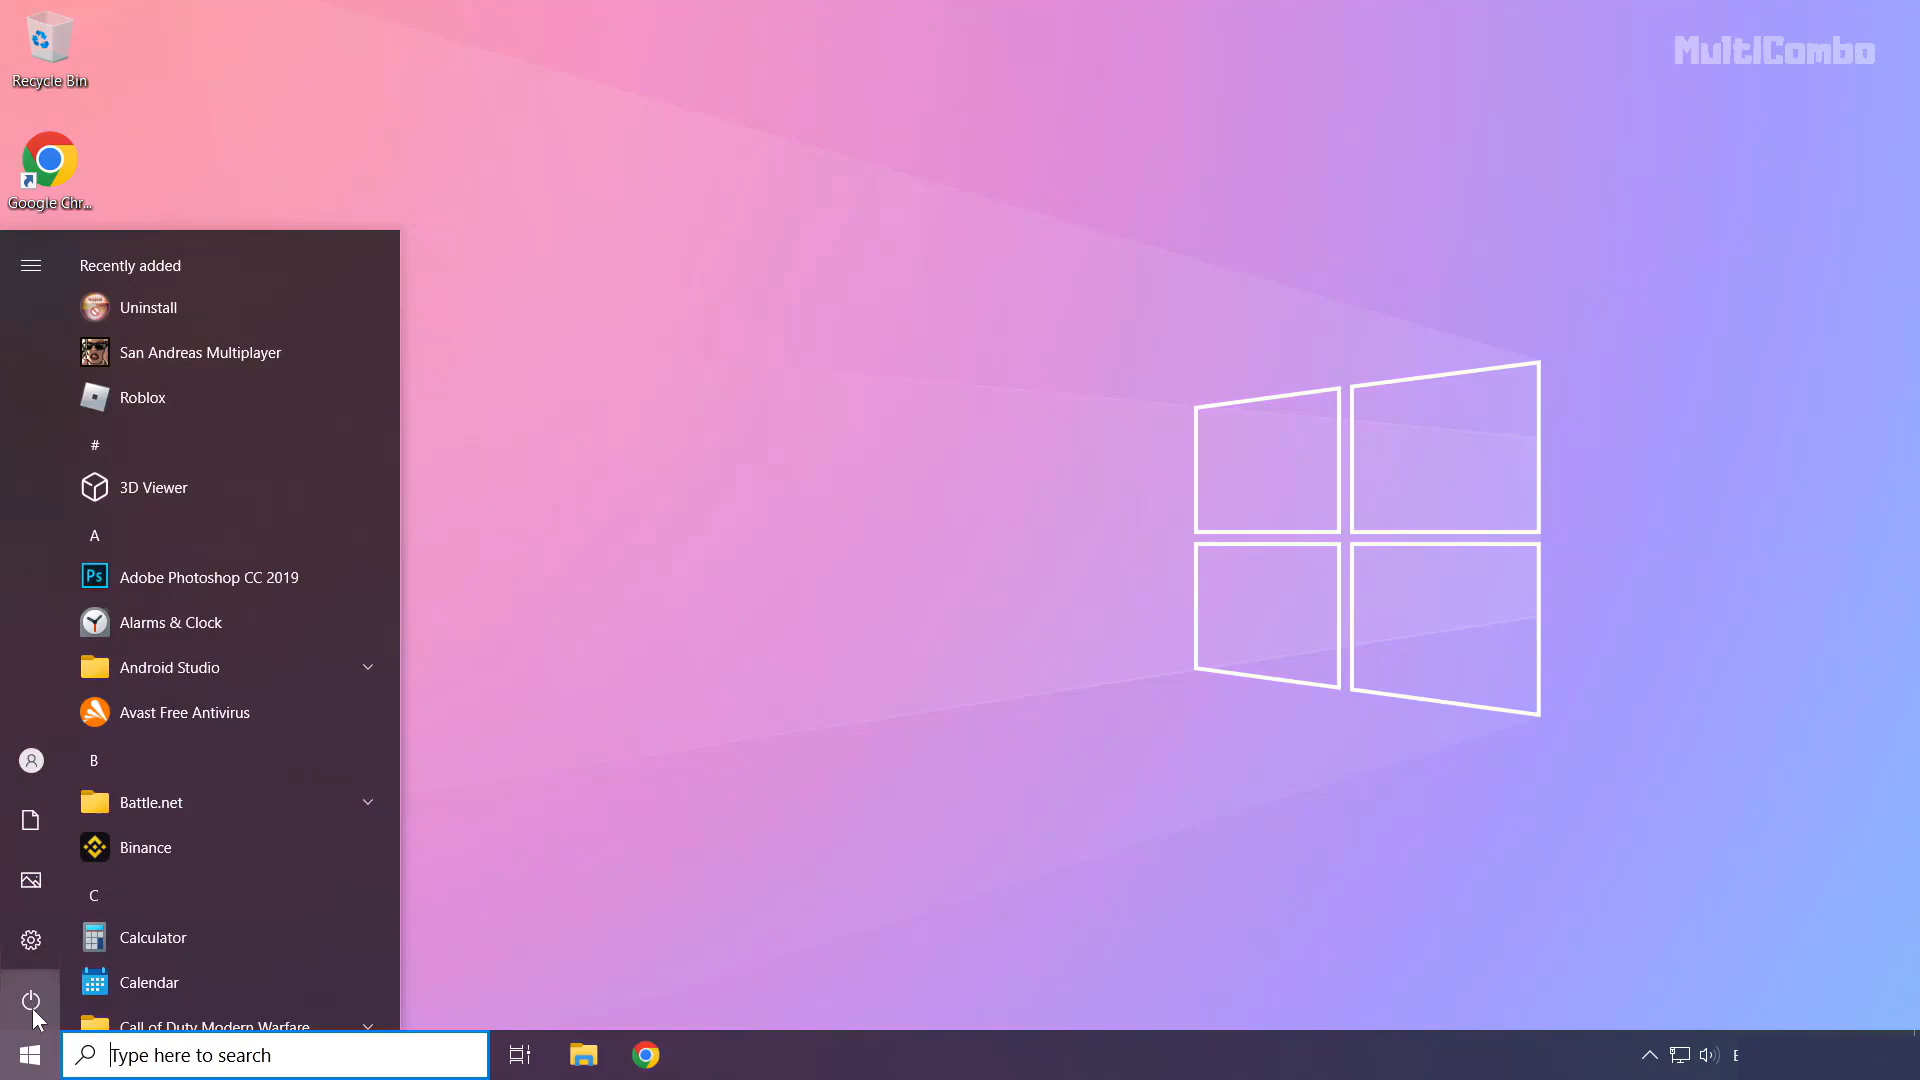 MultiCombo
Recycle Bin
Google Chr...
Recently added
Uninstall
San Andreas Multiplayer
Roblox
#
3D Viewer
A
Ps
Adobe Photoshop CC 2019
Alarms & Clock
Android Studio
Avast Free Antivirus
B
Battle.net
Binance
C
Calculator
Calendar
Call of Duty Modern Warfare
Type here to search